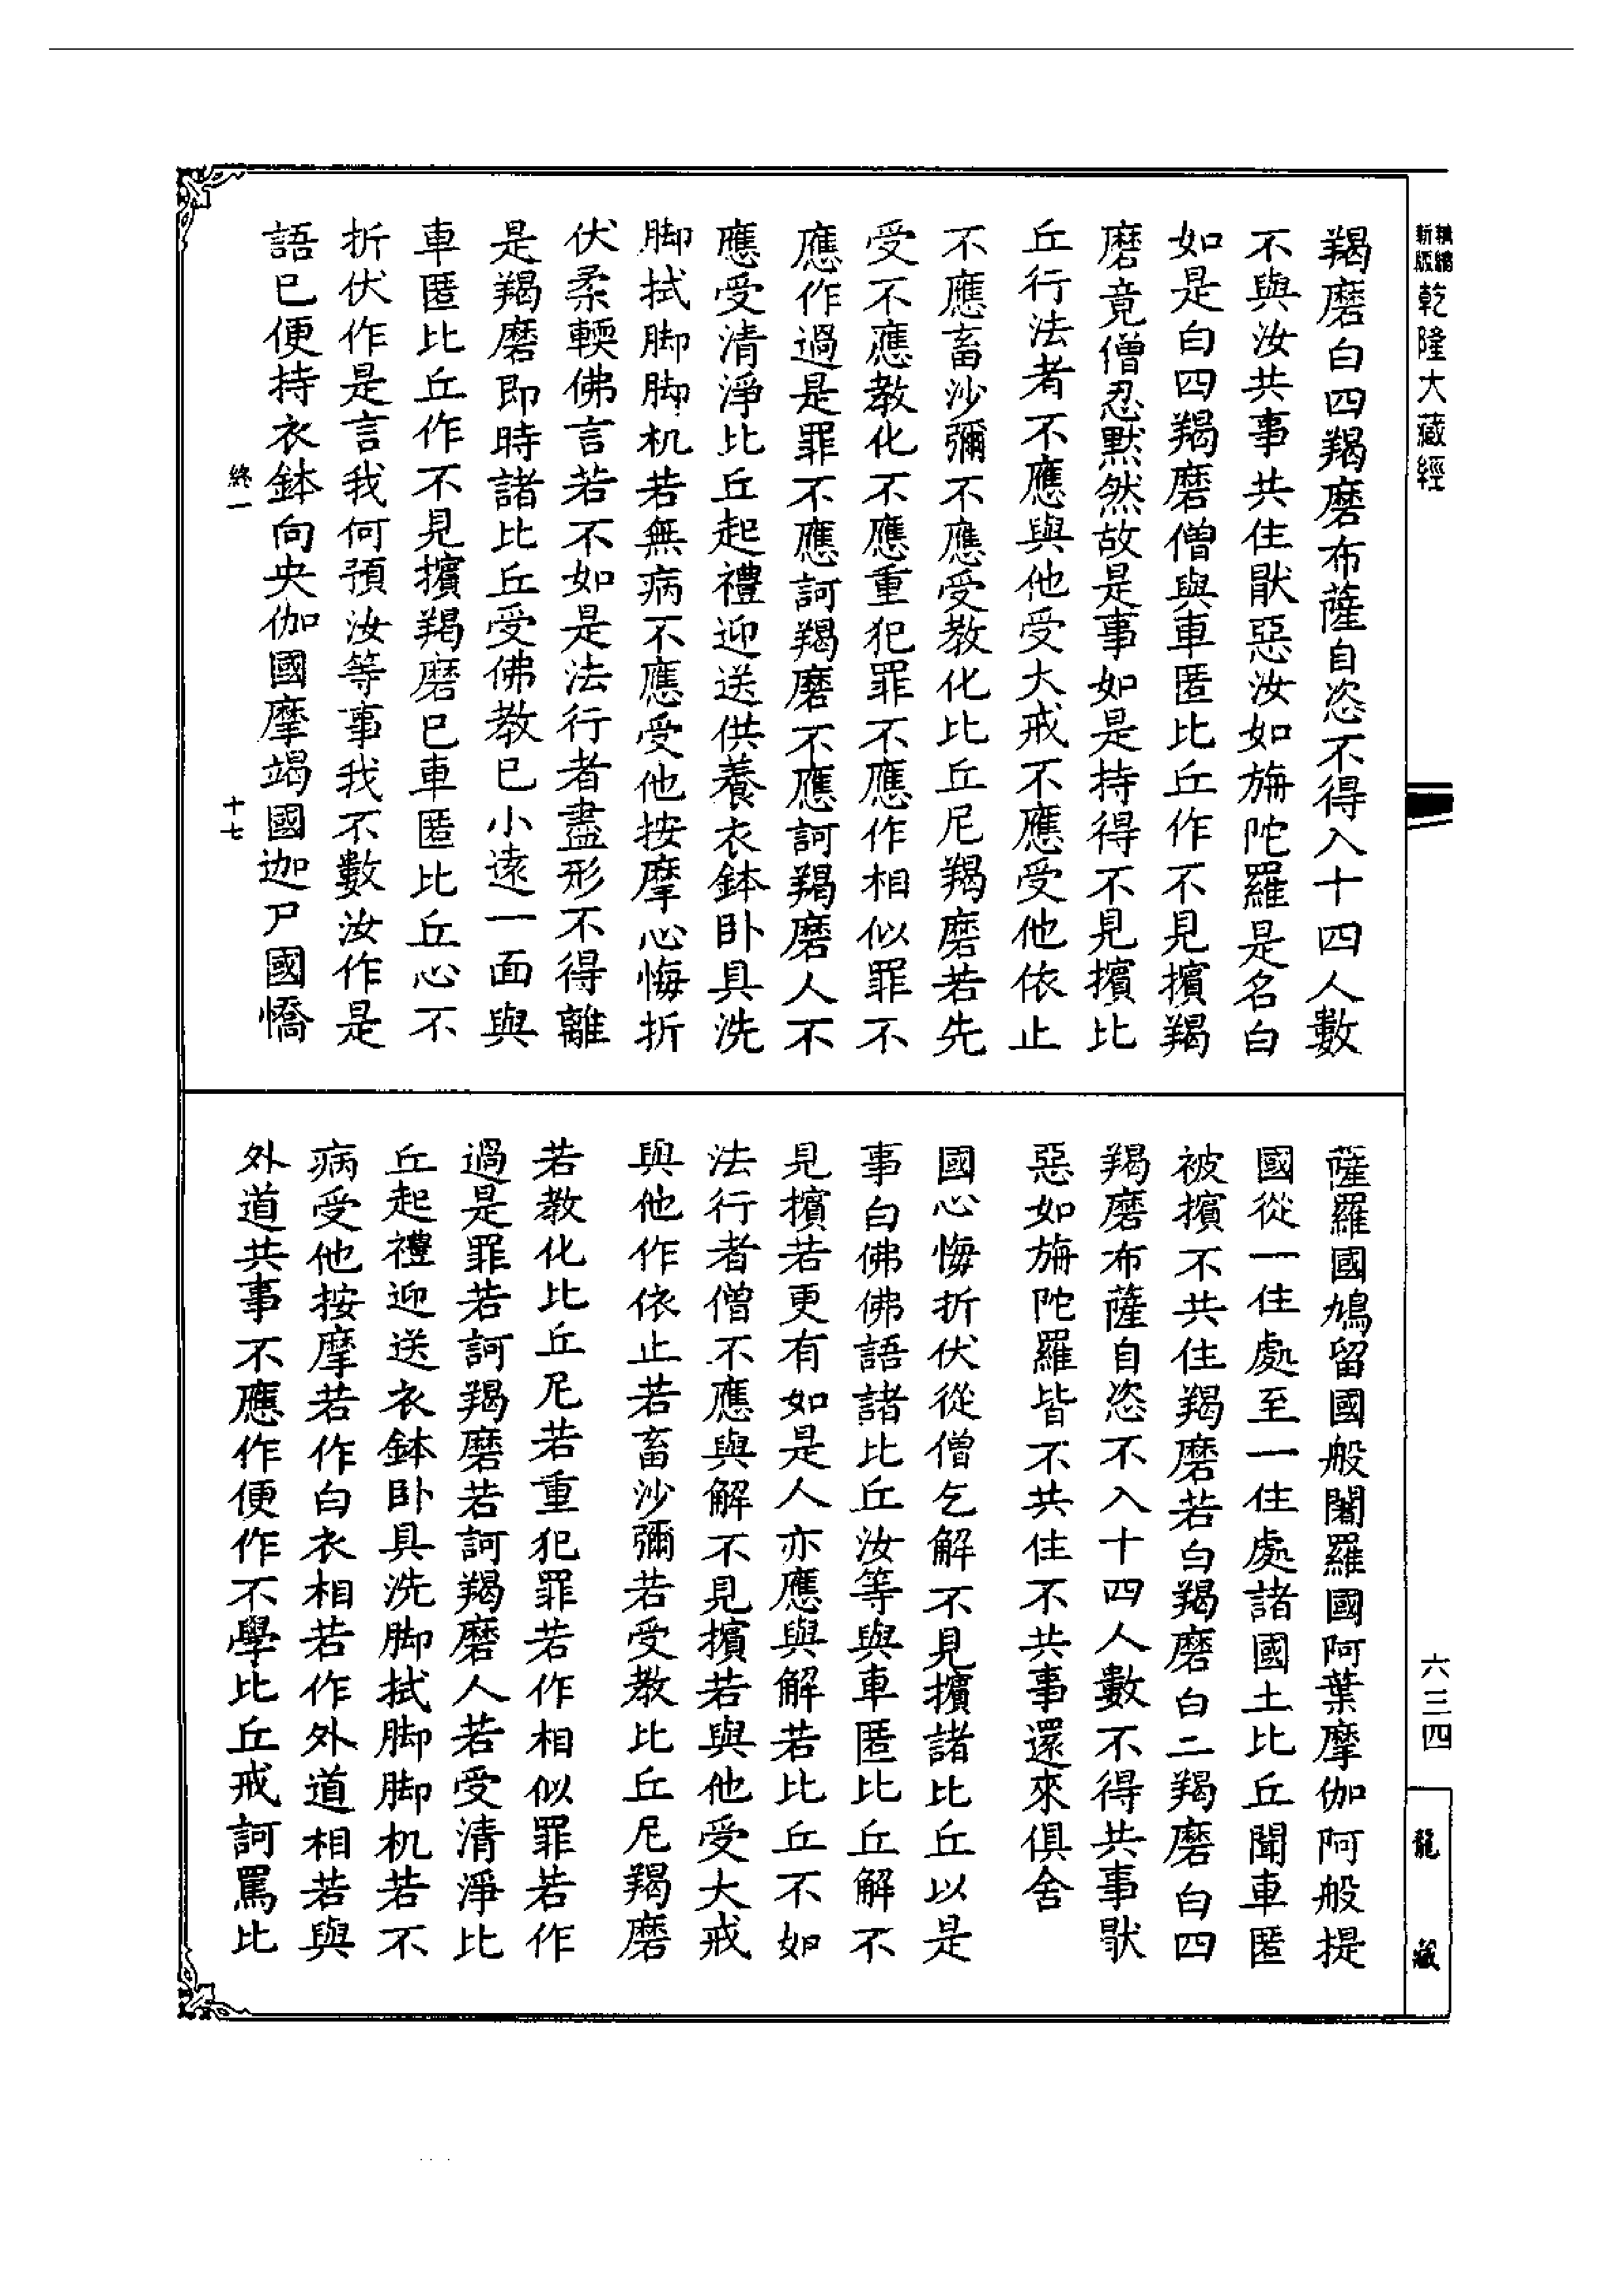 精縮新版乾隆大藏經
羯磨白四羯磨布薩自恣不得入十四人數
不與汝共事共住猒惡汝如旃陀羅是名白
如是白四羯磨僧與車匿比丘作不見擯羯
磨竟僧忍默然故是事如是持得不見擯比
丘行法者不應與他受大戒不應受他依止
不應畜沙彌不應受教化比丘尼羯磨若先
受不應教化不應重犯罪不應作相似罪不
應作過是罪不應訶羯磨不應訶羯磨人不
應受清淨比丘起禮迎送供養衣鉢卧具洗
脚拭脚脚机若無病不應受他按摩心悔折
伏柔輭佛言若不如是法行者盡形不得離
是羯磨即時諸比丘受佛教已小遠一面與
車匿比丘作不見擯羯磨已車匿比丘心不
折伏作是言我何預汝等事我不數汝作是
語已便持衣鉢向央伽國摩竭國迦尸國憍
終一 十七
薩羅國鳩留國般闍羅國阿葉摩伽阿般提
國從一住處至一住處諸國土比丘聞車匿
被擯不共住羯磨若白羯磨白二羯磨白四
羯磨布薩自恣不入十四人數不得共事猒
惡如旃陀羅皆不共住不共事還來俱舍
國心悔折伏從僧乞解不見擯諸比丘以是
事白佛佛語諸比丘汝等與車匿比丘解不
見擯若更有如是人亦應與解若比丘不如
法行者僧不應與解不見擯若與他受大戒
與他作依止若畜沙彌若受教比丘尼羯磨
若教化比丘尼若重犯罪若作相似罪若作
過是罪若訶羯磨若訶羯磨人若受清淨比
丘起禮迎送衣鉢卧具洗脚拭脚脚机若不
病受他按摩若作白衣相若作外道相若與
外道共事不應作便作不學比丘戒訶罵比
六三四
龍藏